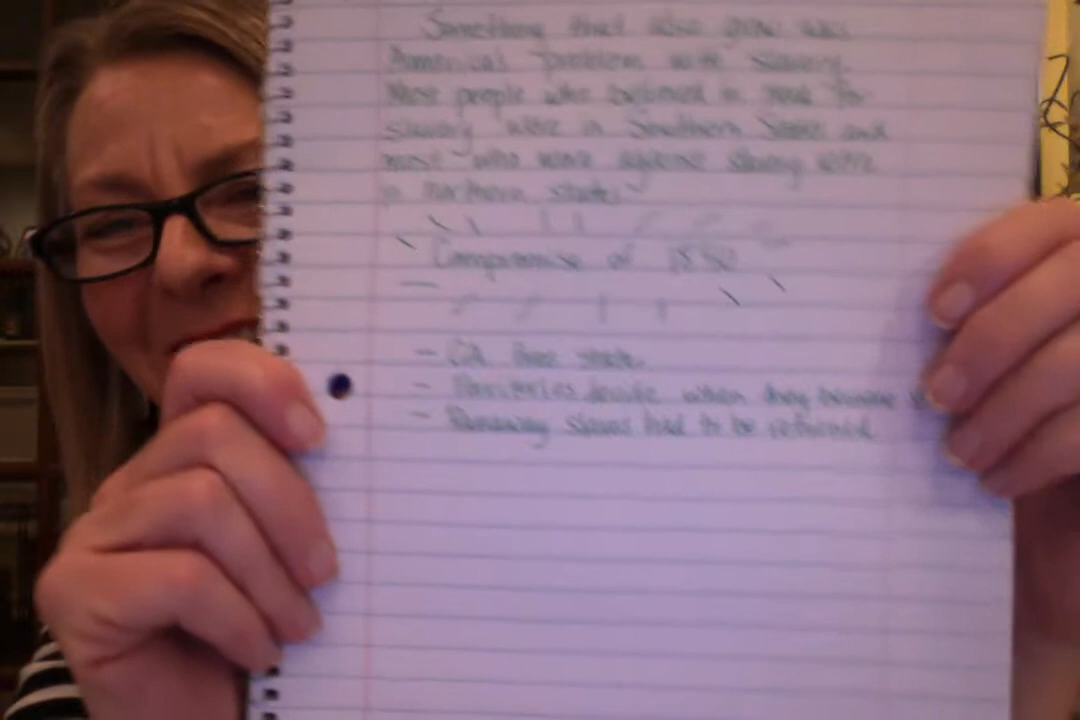 Something that also grew was
America's problem with slavery.
Most people who believed in need for
slavery were in Southern States and
most who were against slavery were
in northern states
Compromise of 1850
- CA free state
- Territories decide when they become
- Runaway slaves had to be returned